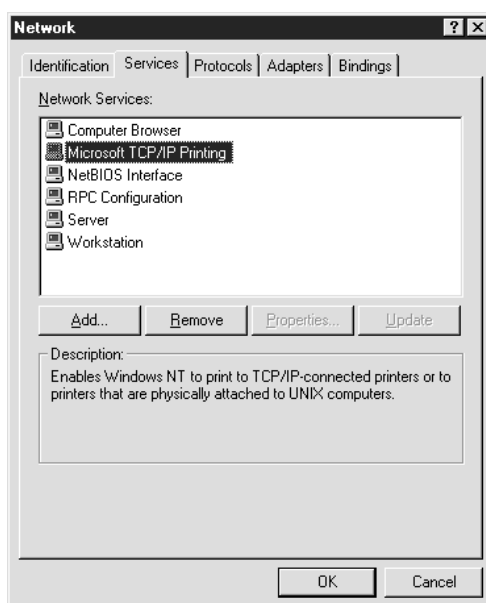 Network
Identification Services Protocols Adapters Bindings
Network Services:
Computer Browser
Microsoft TCP/IP Printing
NetBIOS Interface
RPC Configuration
Server
Workstation
Add... Remove Properties... Update
Description:
Enables Windows NT to print to TCP/IP-connected printers or to
printers that are physically attached to UNIX computers.
OK Cancel